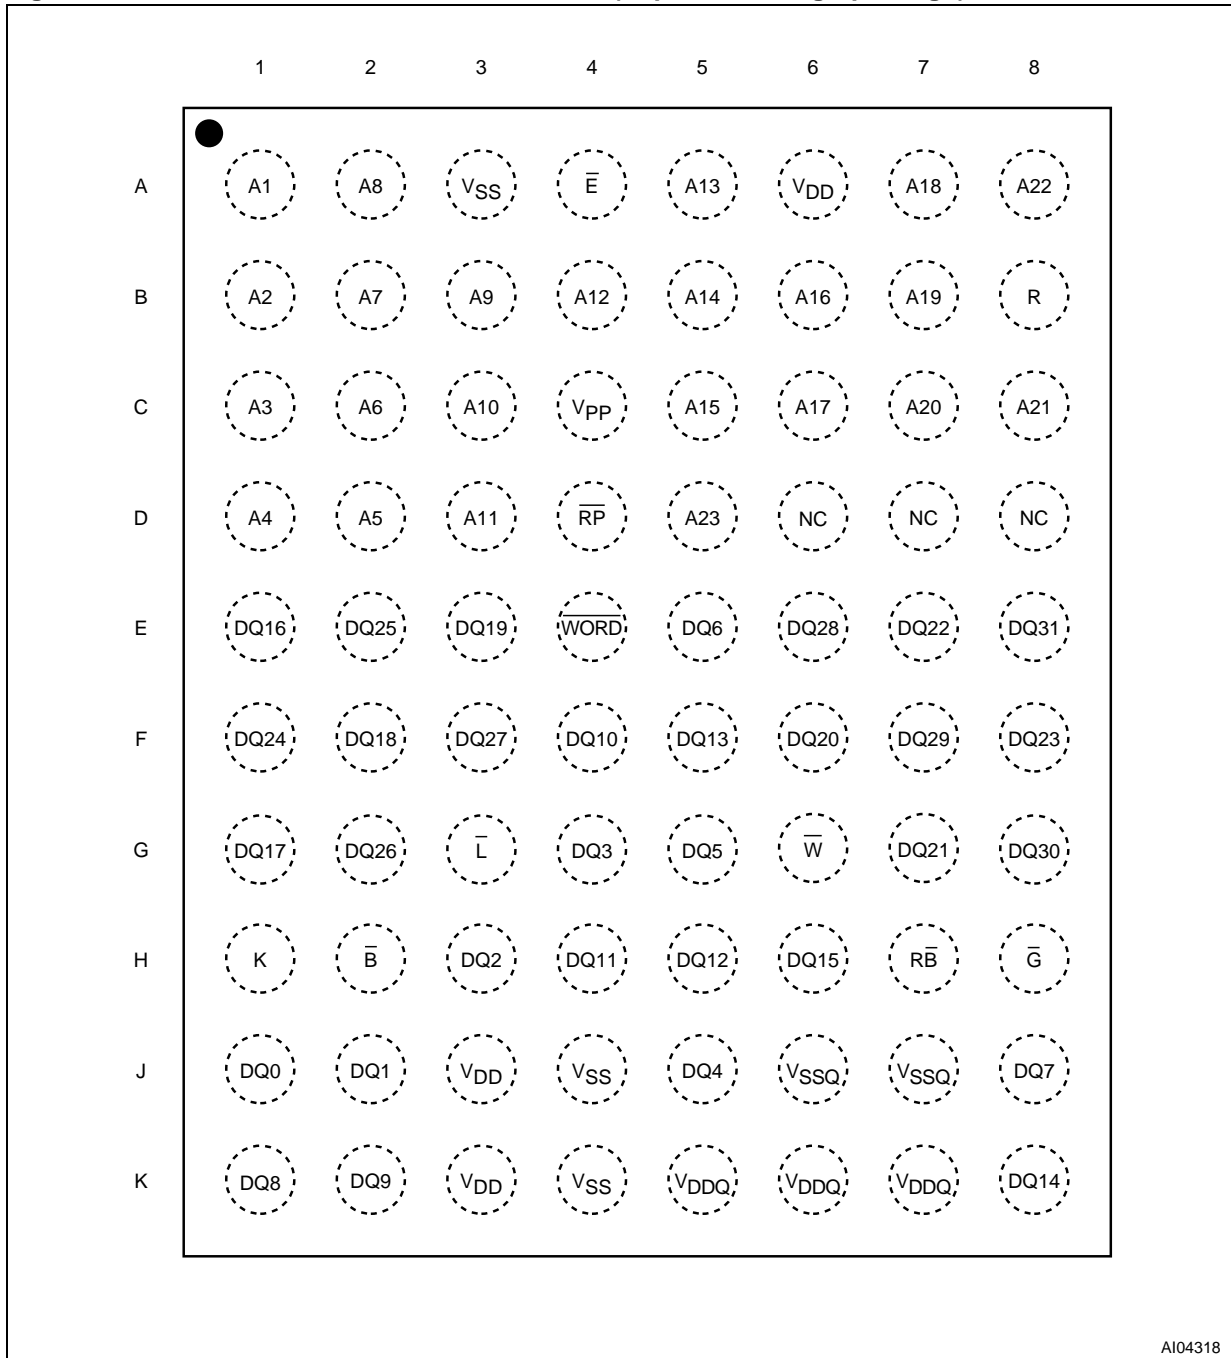 1 2 3 4 5 6 7 8
A A1 A8 VSS E̅ A13 VDD A18 A22
B A2 A7 A9 A12 A14 A16 A19 R
C A3 A6 A10 VPP A15 A17 A20 A21
D A4 A5 A11 R̅P̅ A23 NC NC NC
E DQ16 DQ25 DQ19 W̅O̅R̅D̅ DQ6 DQ28 DQ22 DQ31
F DQ24 DQ18 DQ27 DQ10 DQ13 DQ20 DQ29 DQ23
G DQ17 DQ26 L̅ DQ3 DQ5 W̅ DQ21 DQ30
H K B̅ DQ2 DQ11 DQ12 DQ15 RB̅ G̅
J DQ0 DQ1 VDD VSS DQ4 VSSQ VSSQ DQ7
K DQ8 DQ9 VDD VSS VDDQ VDDQ VDDQ DQ14
AI04318